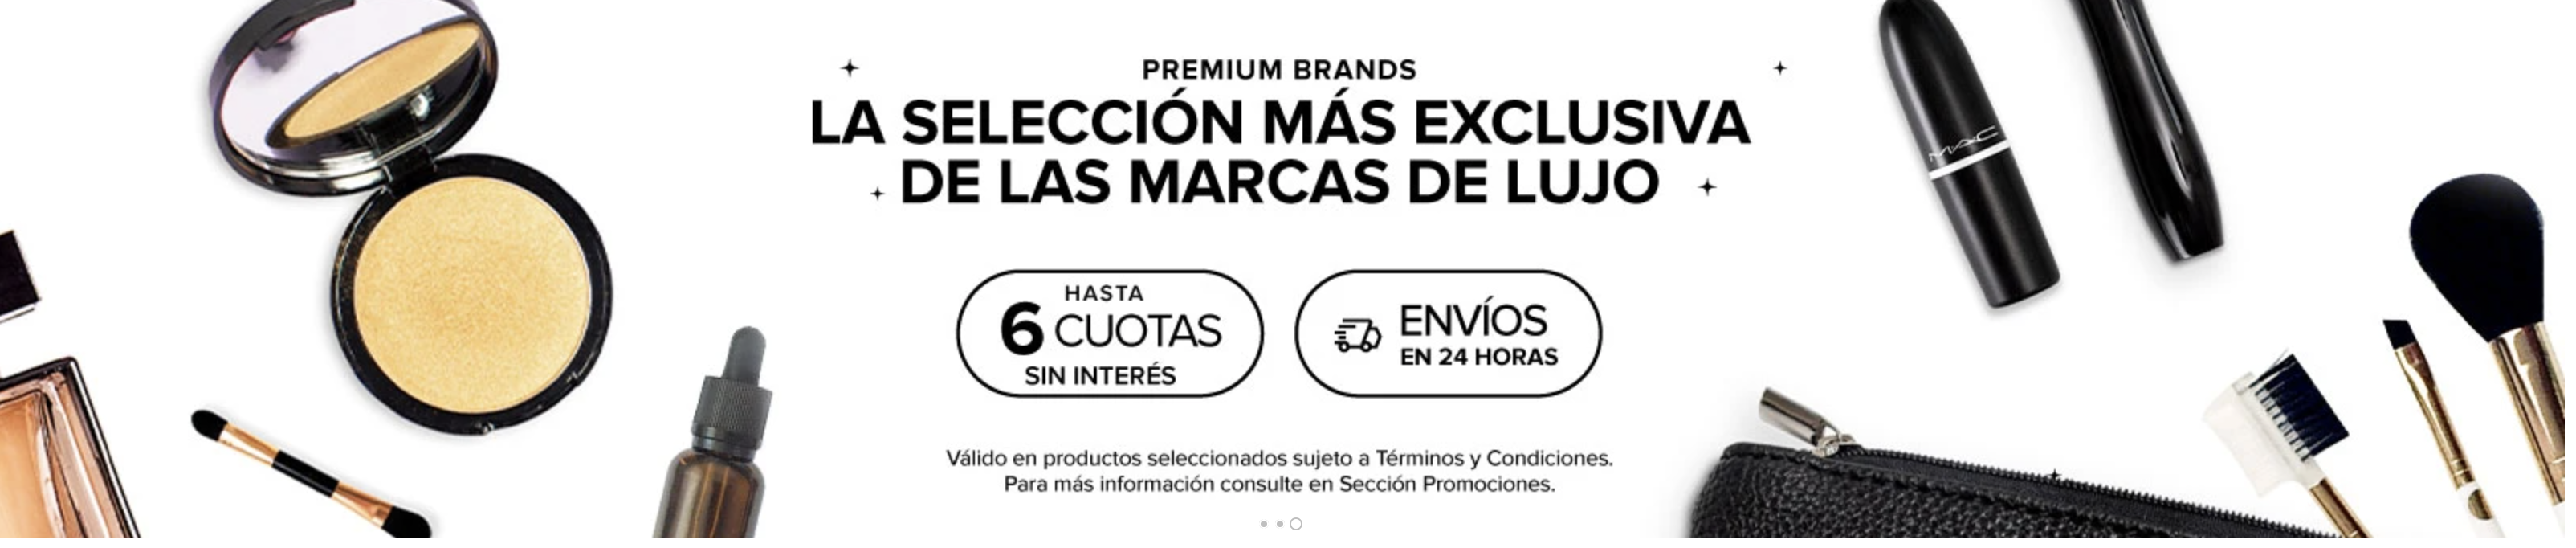 PREMIUM BRANDS
LA SELECCIÓN MÁS EXCLUSIVA
DE LAS MARCAS DE LUJO
HASTA
6 CUOTAS
SIN INTERÉS
ENVÍOS
EN 24 HORAS
Válido en productos seleccionados sujeto a Términos y Condiciones.
Para más información consulte en Sección Promociones.
MAC